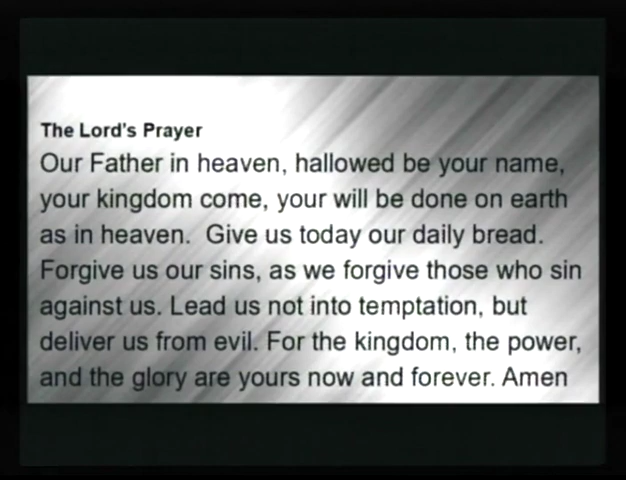 The Lord's Prayer
Our Father in heaven, hallowed be your name,
your kingdom come, your will be done on earth
as in heaven.  Give us today our daily bread.
Forgive us our sins, as we forgive those who sin
against us. Lead us not into temptation, but
deliver us from evil. For the kingdom, the power,
and the glory are yours now and forever. Amen